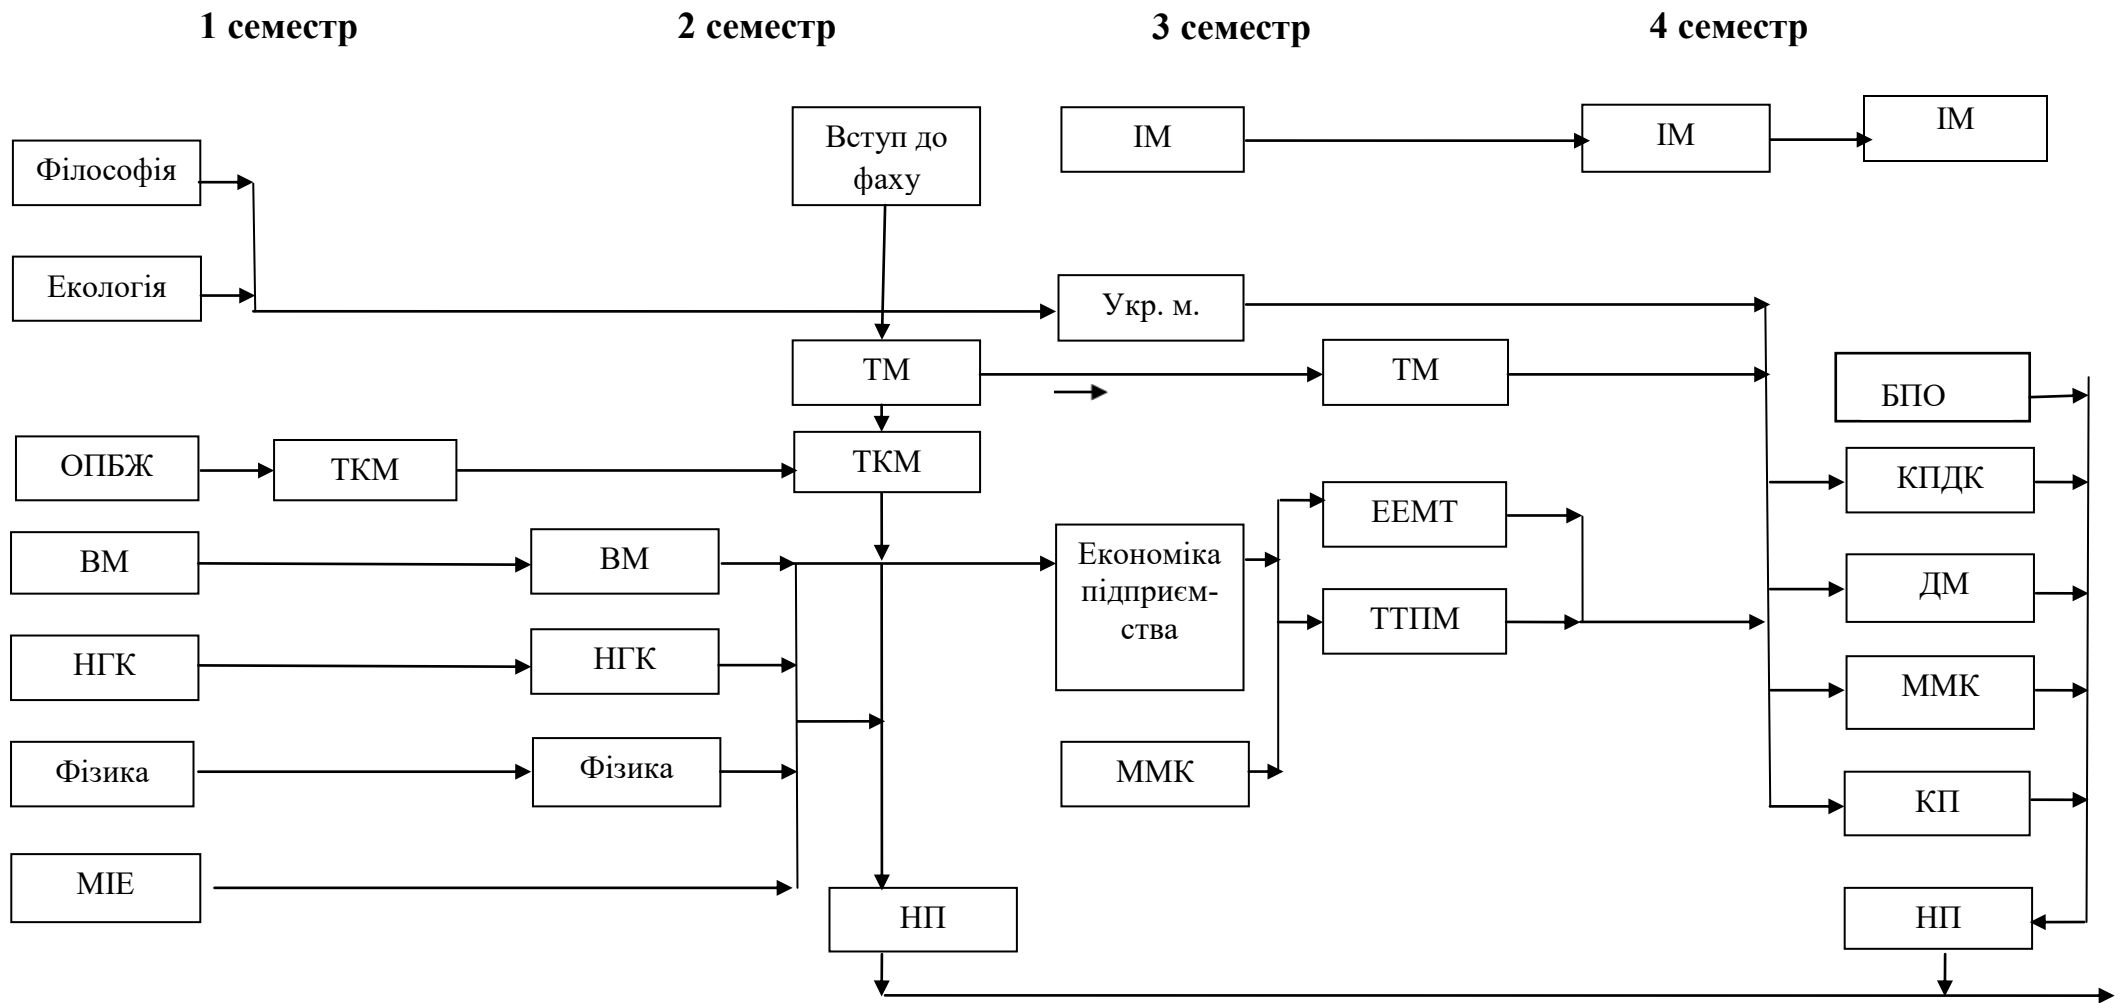 1 семестр
2 семестр
3 семестр
4 семестр
Вступ до
фаху
ІМ
ІМ
ІМ
Філософія
Екологія
Укр. м.
ТМ
ТМ
БПО
ОПБЖ
ТКМ
ТКМ
КПДК
ЕЕМТ
ВМ
ВМ
Економіка
підприєм-
ства
ДМ
ТТПМ
НГК
НГК
ММК
Фізика
Фізика
ММК
КП
МІЕ
НП
НП